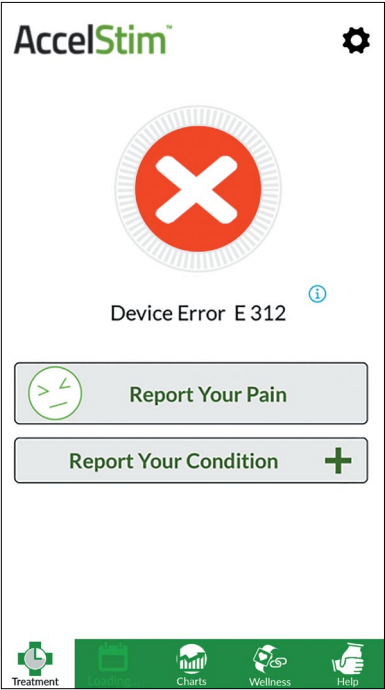 AccelStim™
Device Error E 312
Report Your Pain
Report Your Condition
Treatment
Loading...
Charts
Wellness
Help